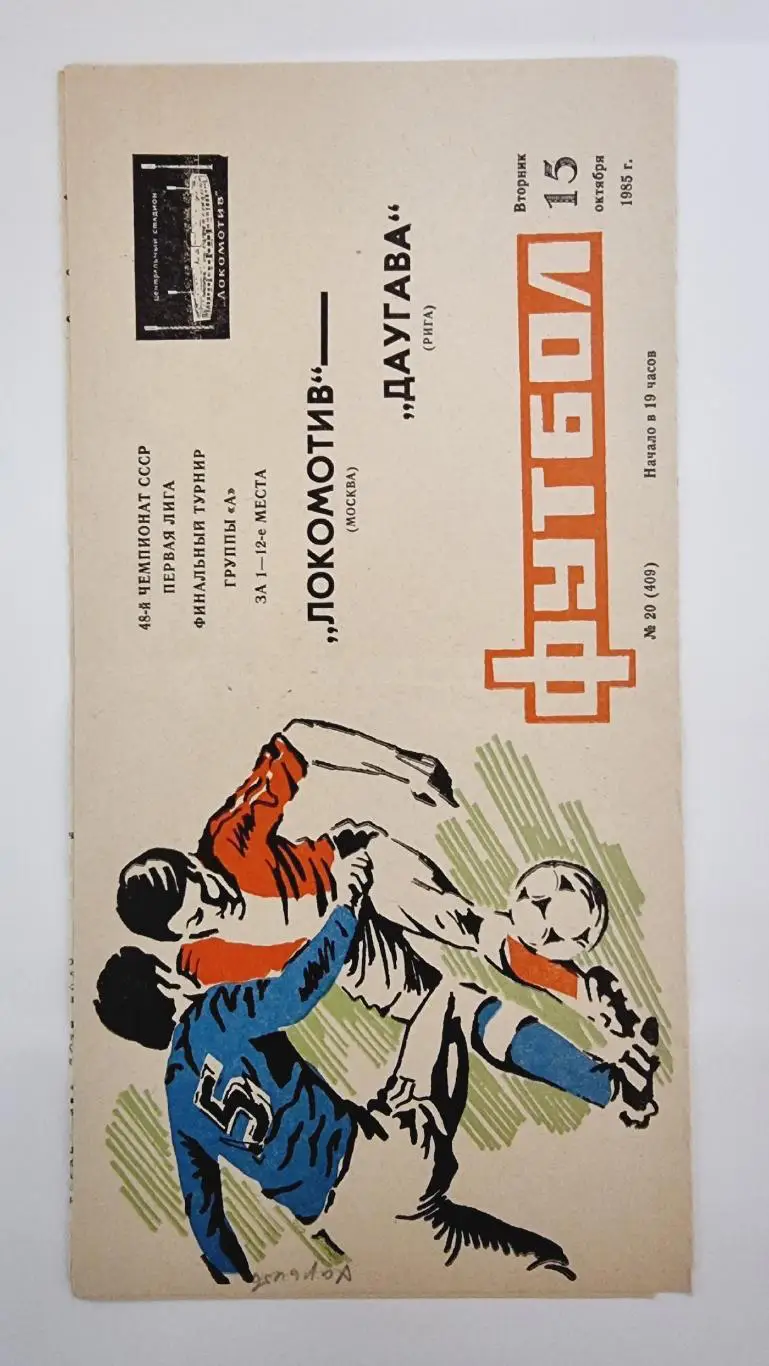 ЦЕНТРАЛЬНЫЙ СТАДИОН
„ЛОКОМОТИВ"
48-й ЧЕМПИОНАТ СССР
ПЕРВАЯ ЛИГА
ФИНАЛЬНЫЙ ТУРНИР
ГРУППЫ «А»
ЗА 1—12-е МЕСТА
„ЛОКОМОТИВ“—
(МОСКВА)
„ДАУГАВА“
(РИГА)
Вторник
15
октября
1985 г.
ФУТБОЛ
Начало в 19 часов
№ 20 (409)
5